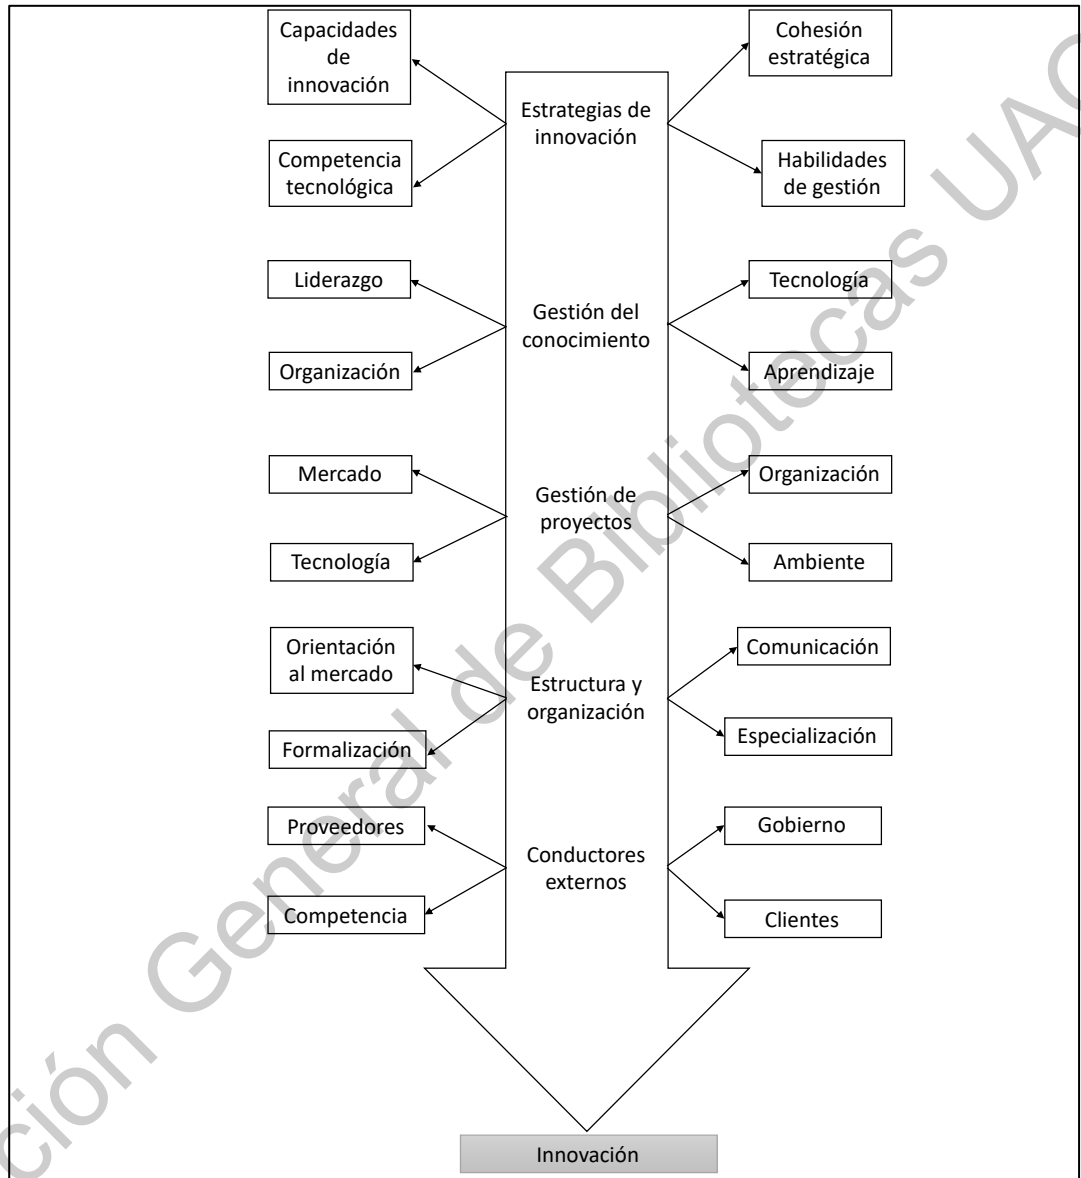 Capacidades
de
innovación
Cohesión
estratégica
Estrategias de
innovación
Competencia
tecnológica
Habilidades
de gestión
Liderazgo
Tecnología
Gestión del
conocimiento
Organización
Aprendizaje
Mercado
Organización
Gestión de
proyectos
Tecnología
Ambiente
Orientación
al mercado
Comunicación
Estructura y
organización
Formalización
Especialización
Proveedores
Gobierno
Conductores
externos
Competencia
Clientes
Innovación
ción General de Bibliotecas UAQ